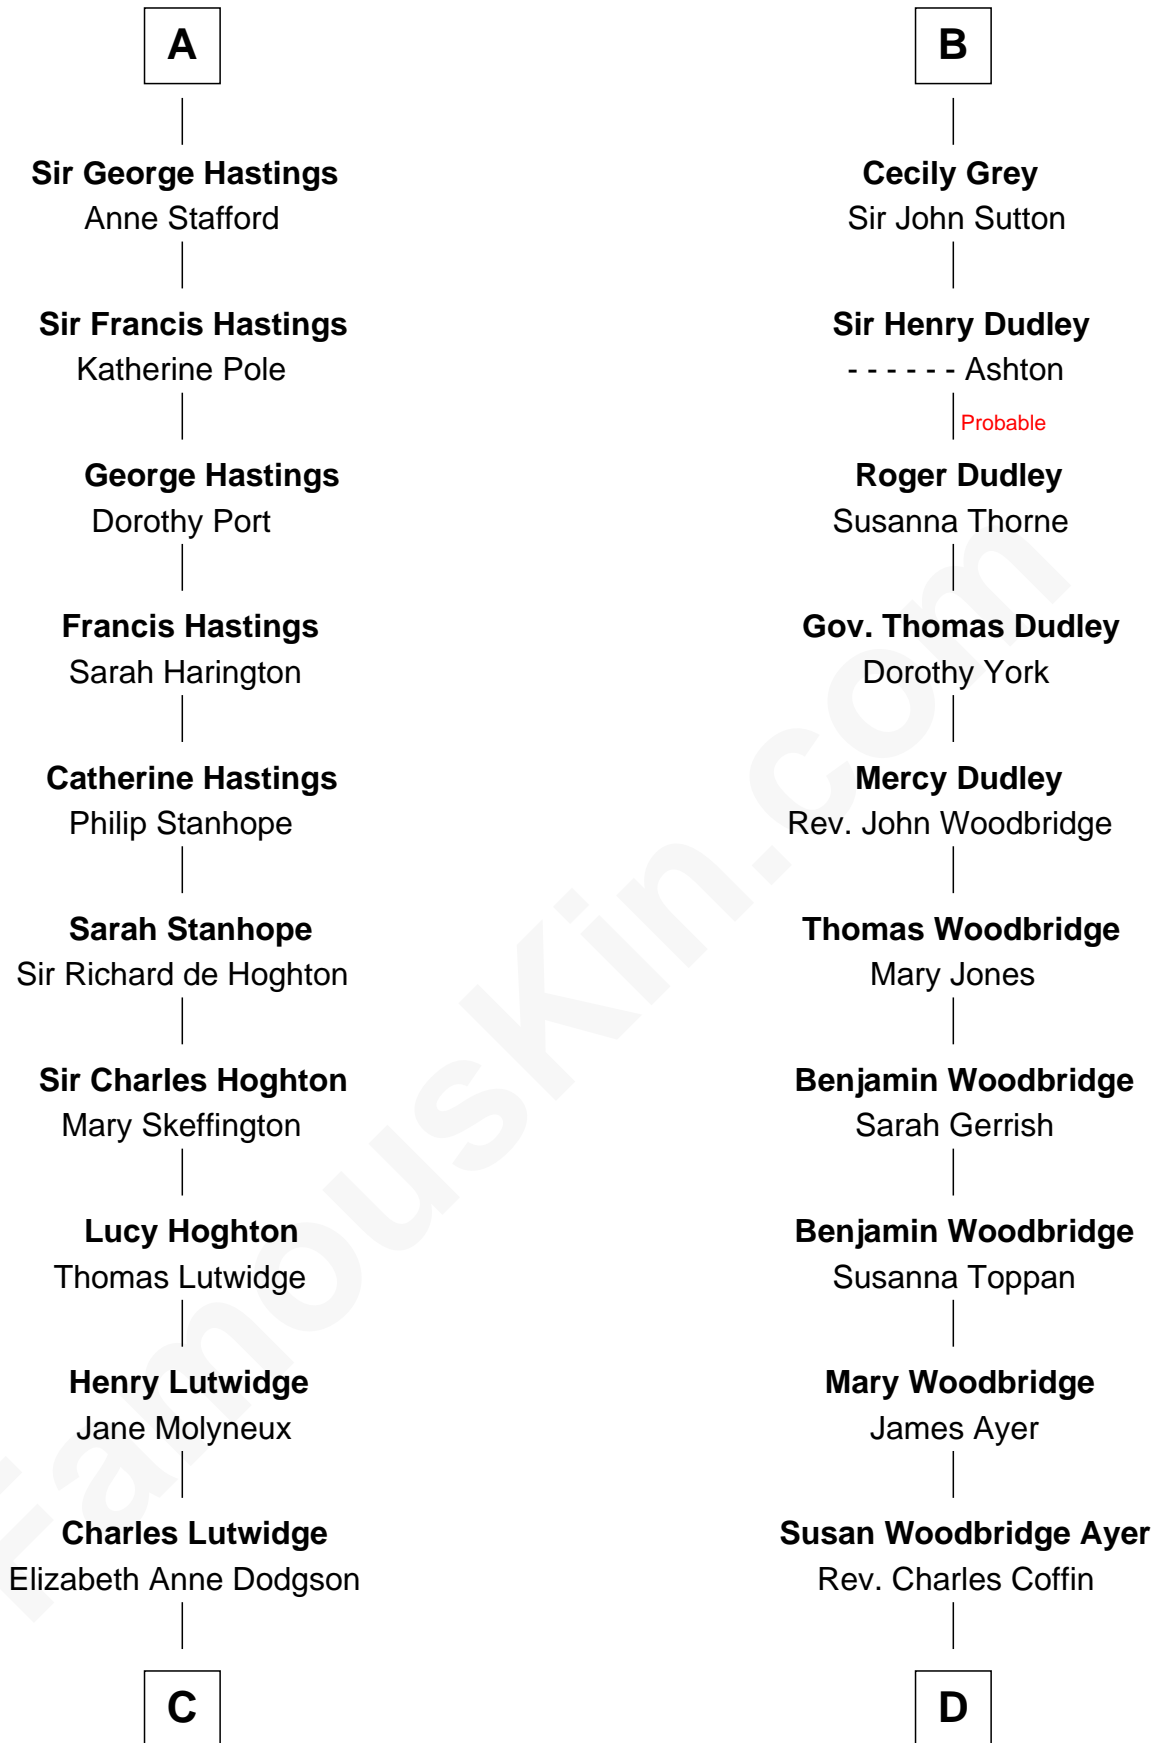 A
Sir George Hastings
Anne Stafford
Sir Francis Hastings
Katherine Pole
George Hastings
Dorothy Port
Francis Hastings
Sarah Harington
Catherine Hastings
Philip Stanhope
Sarah Stanhope
Sir Richard de Hoghton
Sir Charles Hoghton
Mary Skeffington
Lucy Hoghton
Thomas Lutwidge
Henry Lutwidge
Jane Molyneux
Charles Lutwidge
Elizabeth Anne Dodgson
C
B
Cecily Grey
Sir John Sutton
Sir Henry Dudley
- - - - - - Ashton
Probable
Roger Dudley
Susanna Thorne
Gov. Thomas Dudley
Dorothy York
Mercy Dudley
Rev. John Woodbridge
Thomas Woodbridge
Mary Jones
Benjamin Woodbridge
Sarah Gerrish
Benjamin Woodbridge
Susanna Toppan
Mary Woodbridge
James Ayer
Susan Woodbridge Ayer
Rev. Charles Coffin
D
FamousKin.com